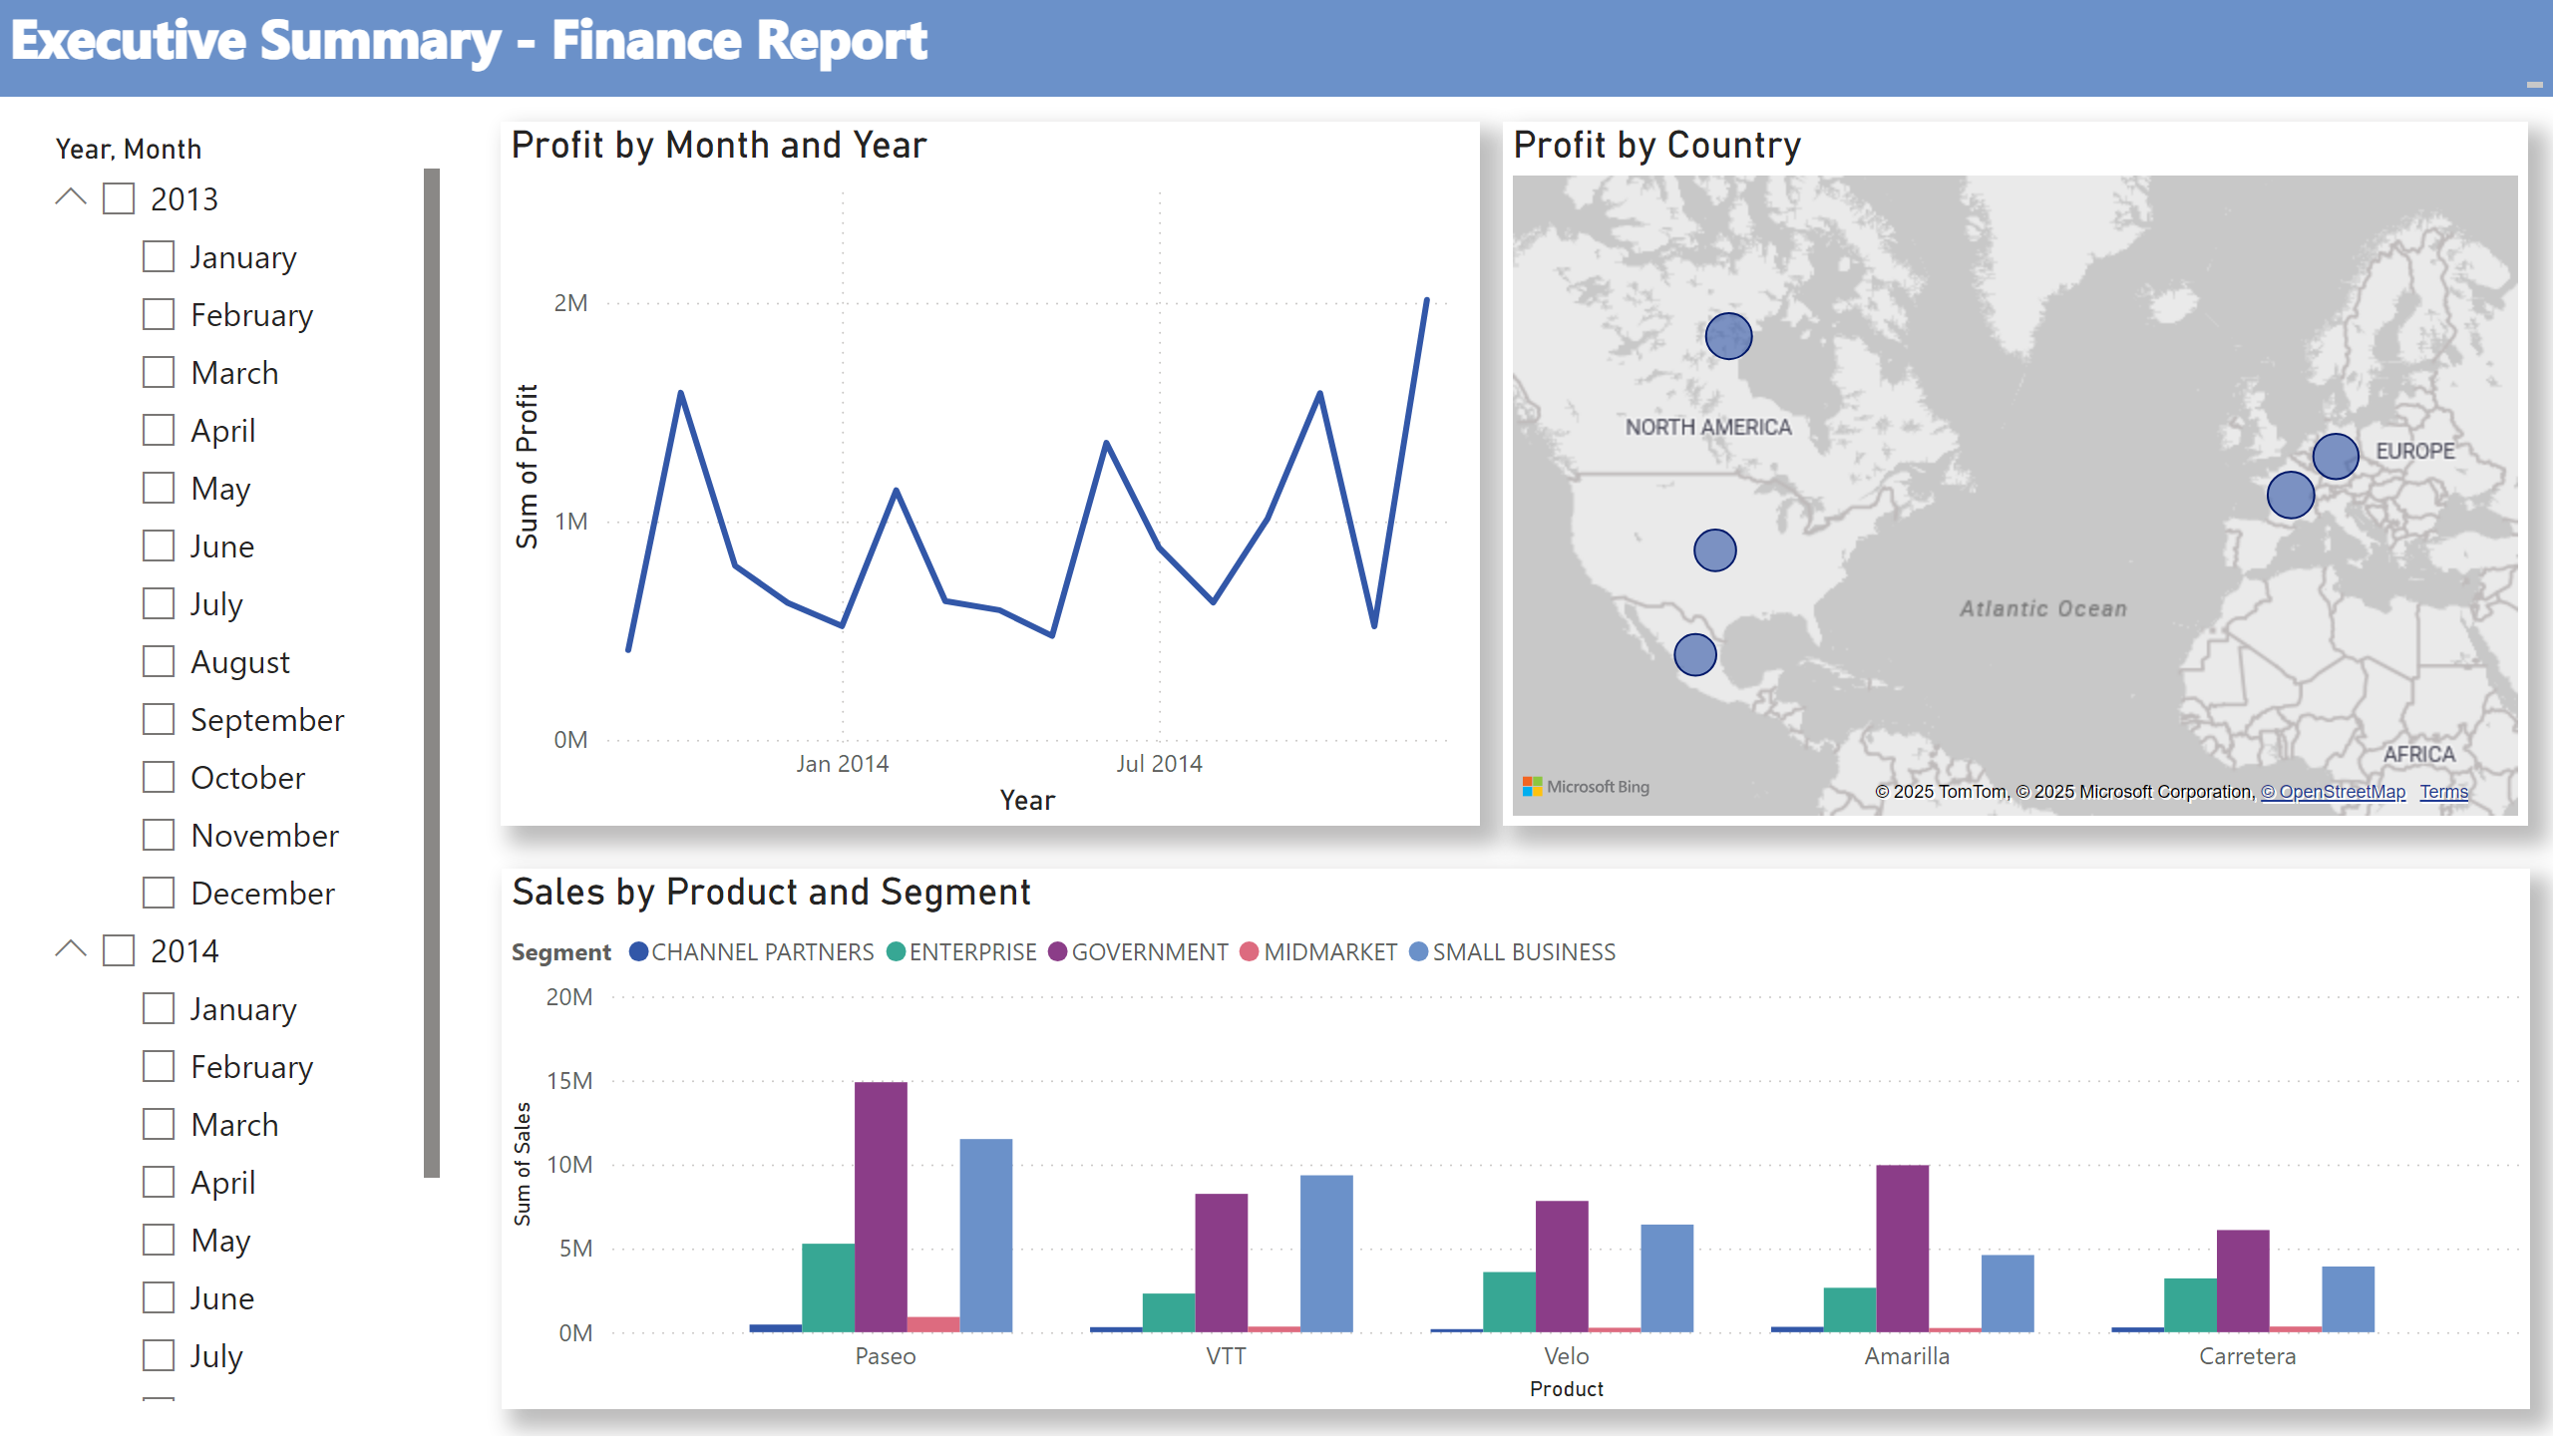 Executive Summary - Finance Report
Year, Month
2013
January
February
March
April
May
June
July
August
September
October
November
December
2014
January
February
March
April
May
June
July
Profit by Month and Year
Sum of Profit
2M
1M
0M
Jan 2014
Jul 2014
Year
Profit by Country
NORTH AMERICA
EUROPE
Atlantic Ocean
AFRICA
Microsoft Bing
© 2025 TomTom, © 2025 Microsoft Corporation, © OpenStreetMap Terms
Sales by Product and Segment
Segment CHANNEL PARTNERS ENTERPRISE GOVERNMENT MIDMARKET SMALL BUSINESS
Sum of Sales
20M
15M
10M
5M
0M
Paseo
VTT
Velo
Amarilla
Carretera
Product